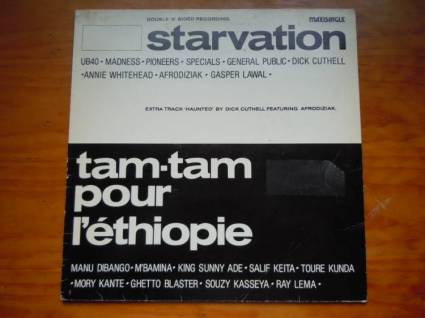 DOUBLE 'A' SIDED RECORDING.
MAXISINGLE
starvation
UB40 • MADNESS • PIONEERS • SPECIALS • GENERAL PUBLIC • DICK CUTHELL
• ANNIE WHITEHEAD • AFRODIZIAK • GASPER LAWAL •
EXTRA TRACK 'HAUNTED' BY DICK CUTHELL FEATURING AFRODIZIAK.
tam-tam
pour
l'éthiopie
MANU DIBANGO • M'BAMINA • KING SUNNY ADE • SALIF KEITA • TOURE KUNDA
• MORY KANTE • GHETTO BLASTER • SOUZY KASSEYA • RAY LEMA •